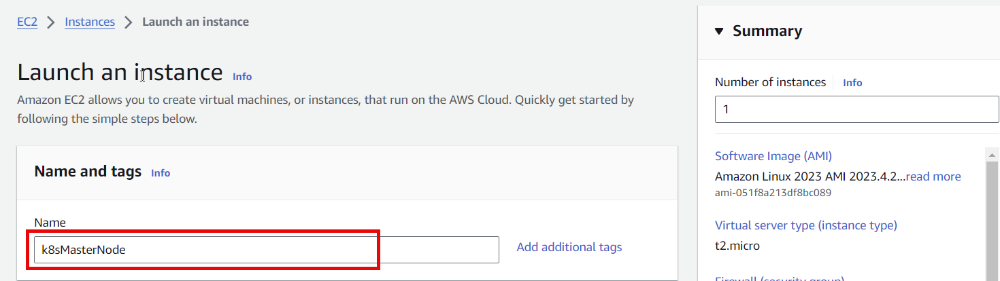 EC2 > Instances > Launch an instance
Launch an instance Info
Amazon EC2 allows you to create virtual machines, or instances, that run on the AWS Cloud. Quickly get started by
following the simple steps below.
Name and tags Info
Name
k8sMasterNode
Add additional tags
Summary
Number of instances Info
1
Software Image (AMI)
Amazon Linux 2023 AMI 2023.4.2...read more
ami-051f8a213df8bc089
Virtual server type (instance type)
t2.micro
Firewall (security group)